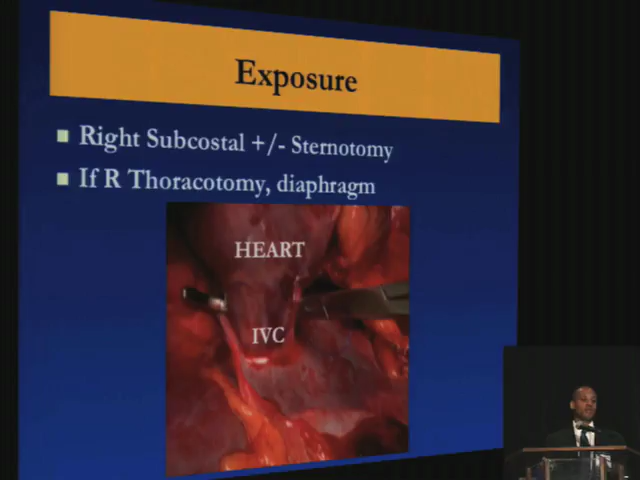 Exposure
Right Subcostal +/- Sternotomy
If R Thoracotomy, diaphragm
HEART
IVC